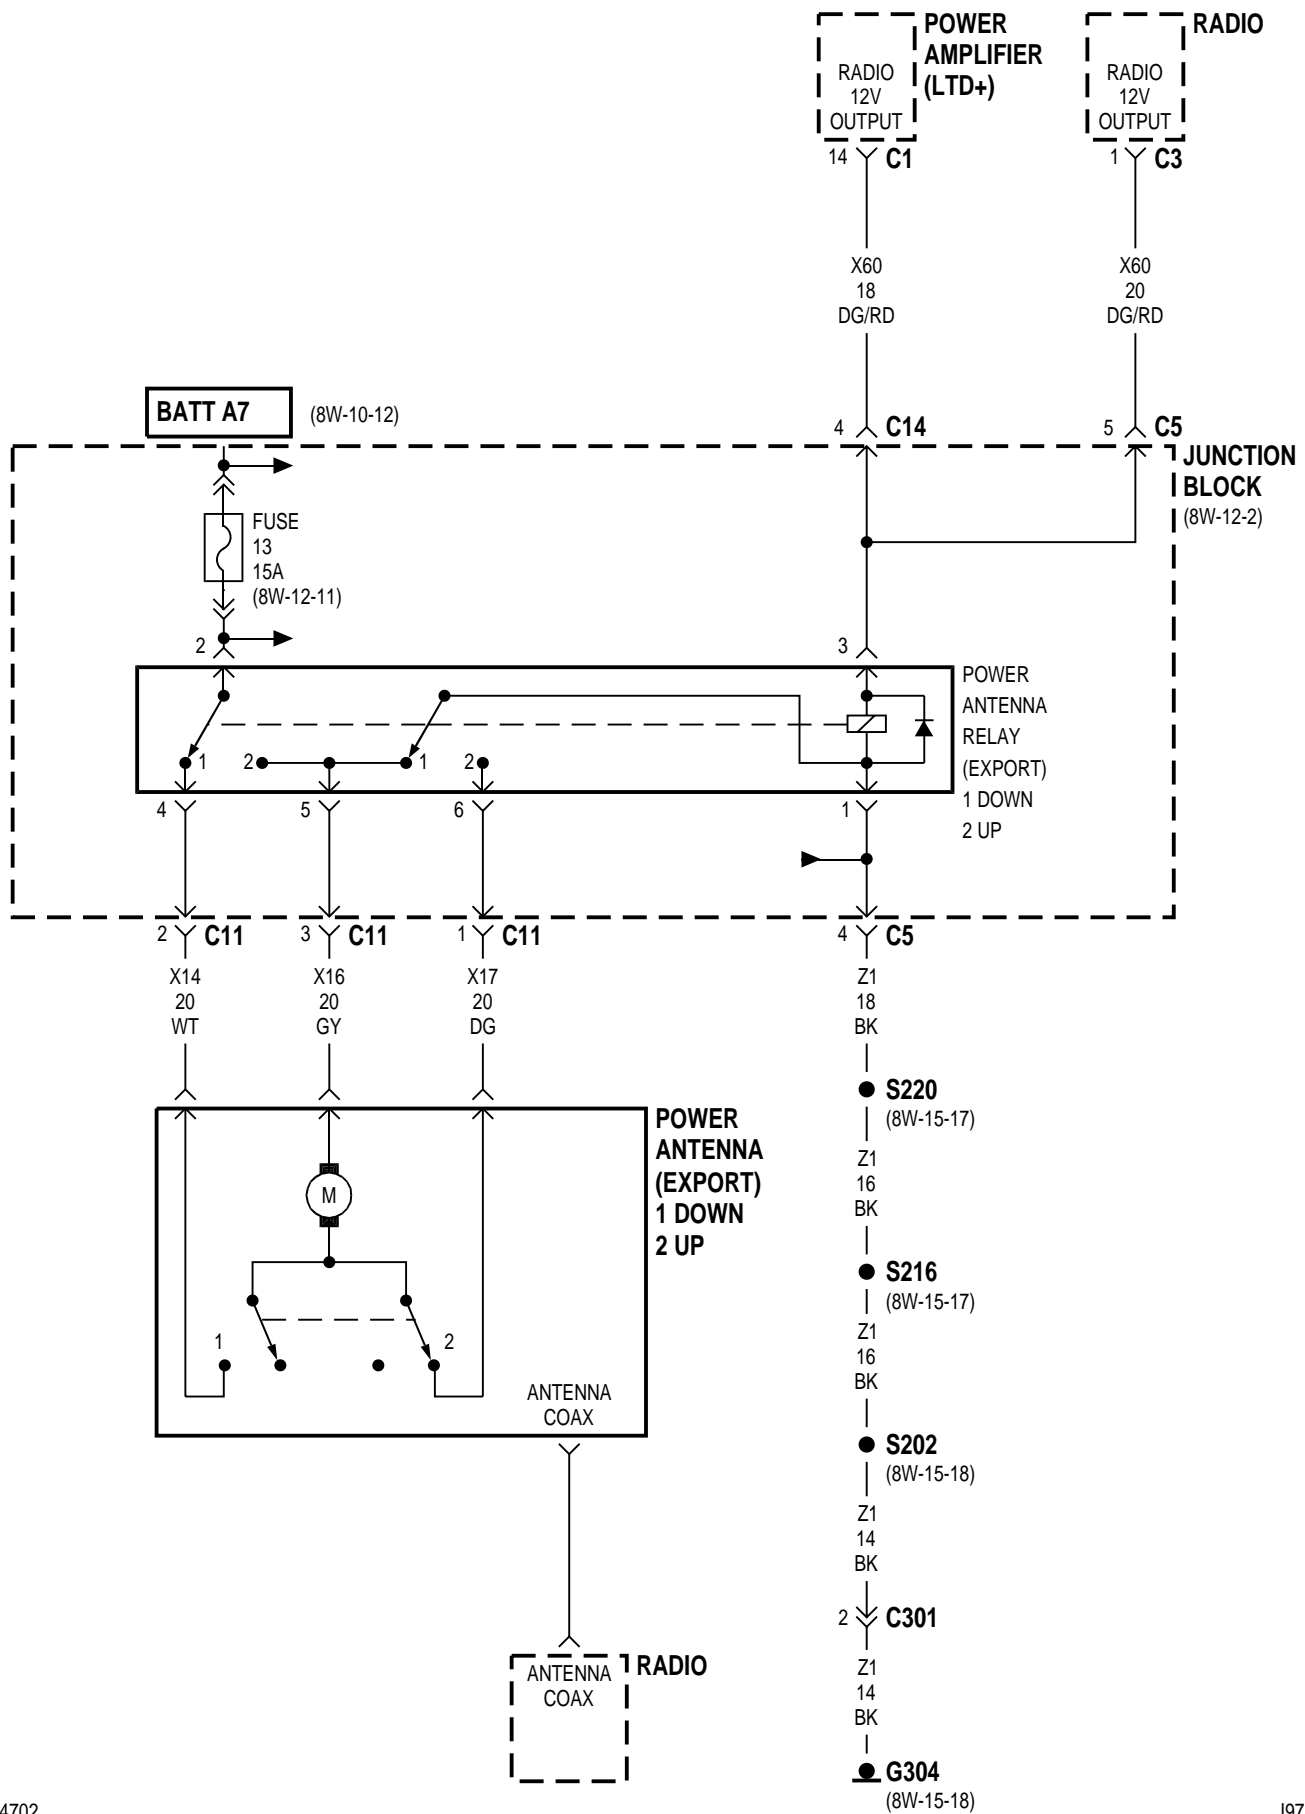 POWER
AMPLIFIER
(LTD+)
RADIO
12V
OUTPUT
14
C1
RADIO
RADIO
12V
OUTPUT
1
C3
X60
18
DG/RD
X60
20
DG/RD
BATT A7
(8W-10-12)
4
C14
5
C5
JUNCTION
BLOCK
(8W-12-2)
FUSE
13
15A
(8W-12-11)
2
3
POWER
ANTENNA
RELAY
(EXPORT)
1 DOWN
2 UP
1
2
1
2
4
5
6
1
2
C11
3
C11
1
C11
4
C5
X14
20
WT
X16
20
GY
X17
20
DG
Z1
18
BK
S220
(8W-15-17)
POWER
ANTENNA
(EXPORT)
1 DOWN
2 UP
M
1
2
ANTENNA
COAX
Z1
16
BK
S216
(8W-15-17)
Z1
16
BK
S202
(8W-15-18)
Z1
14
BK
2
C301
Z1
14
BK
G304
(8W-15-18)
RADIO
ANTENNA
COAX
4702
J97